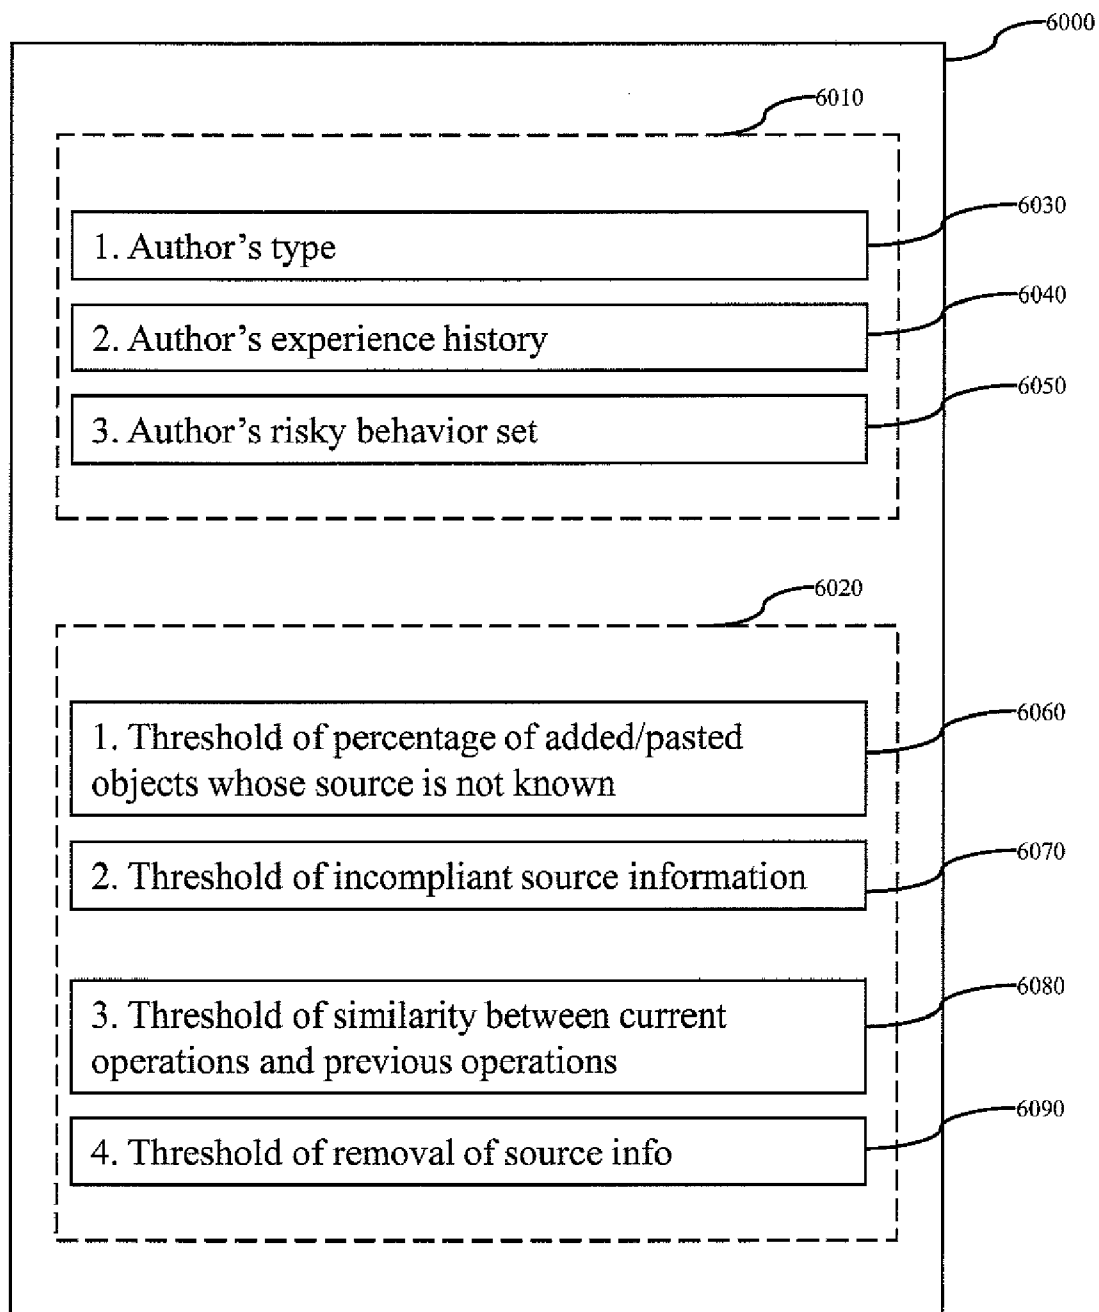 6000
6010
1. Author's type
6030
2. Author's experience history
6040
3. Author's risky behavior set
6050
6020
1. Threshold of percentage of added/pasted
objects whose source is not known
6060
2. Threshold of incompliant source information
6070
3. Threshold of similarity between current
operations and previous operations
6080
4. Threshold of removal of source info
6090